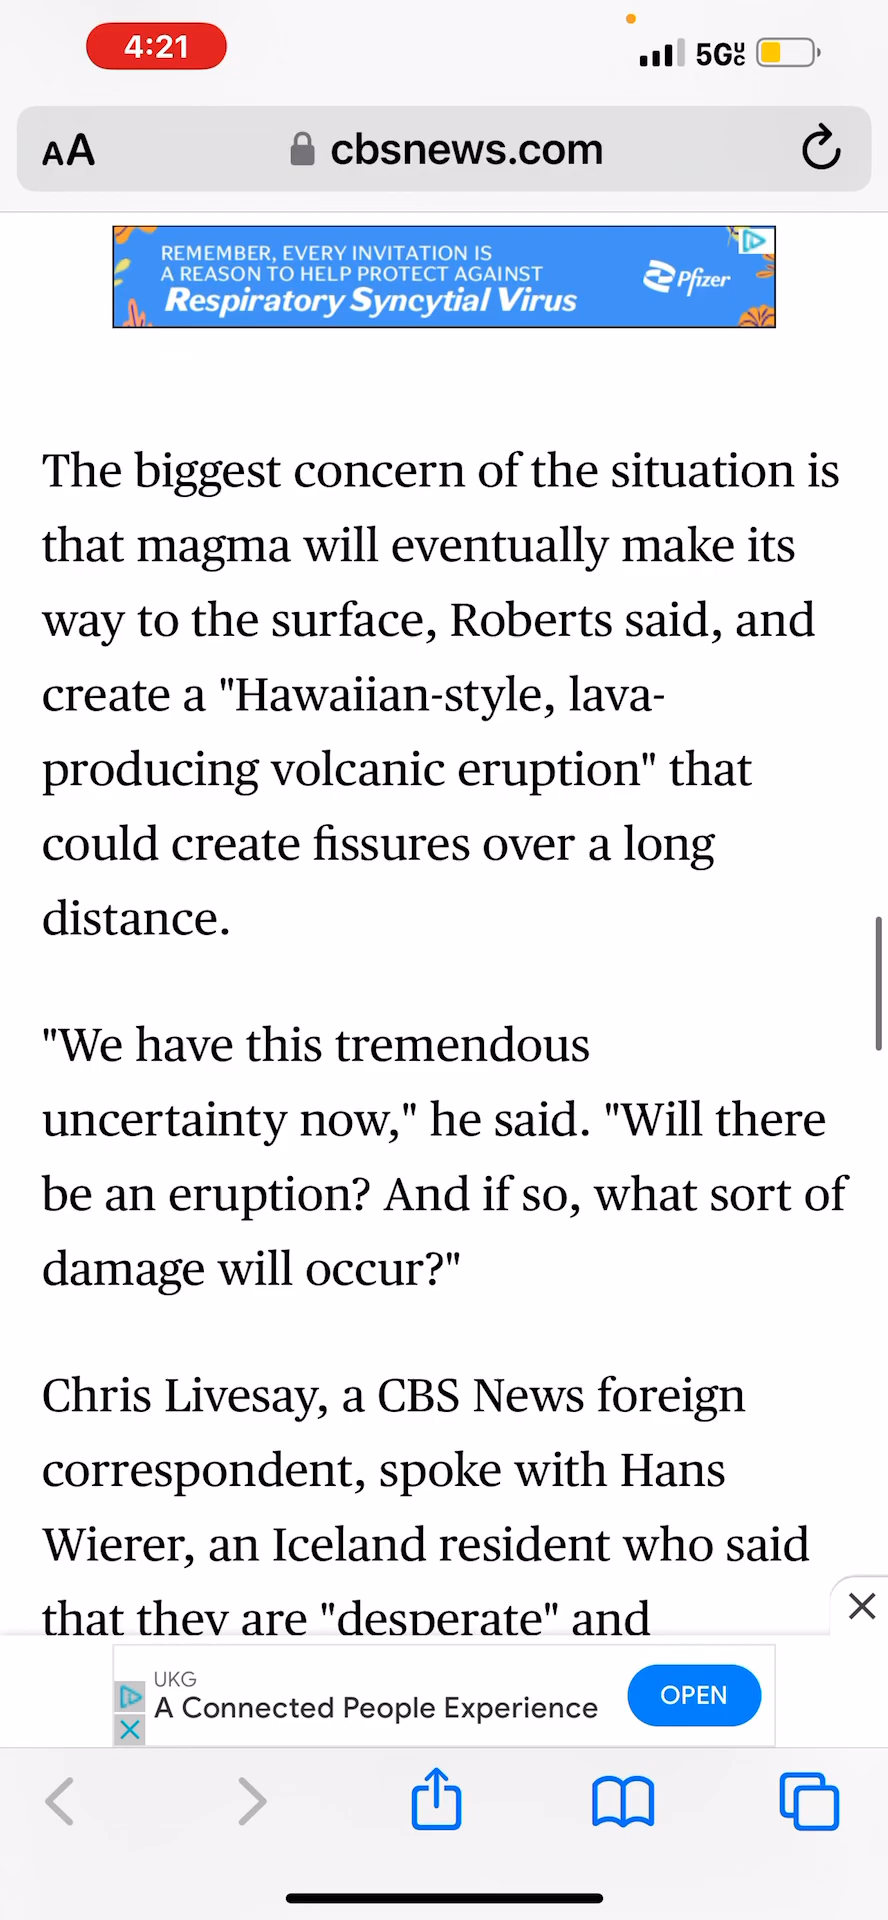 4:21
5G UC
AA
cbsnews.com
REMEMBER, EVERY INVITATION IS
A REASON TO HELP PROTECT AGAINST
Respiratory Syncytial Virus
Pfizer
The biggest concern of the situation is
that magma will eventually make its
way to the surface, Roberts said, and
create a "Hawaiian-style, lava-
producing volcanic eruption" that
could create fissures over a long
distance.
"We have this tremendous
uncertainty now," he said. "Will there
be an eruption? And if so, what sort of
damage will occur?"
Chris Livesay, a CBS News foreign
correspondent, spoke with Hans
Wierer, an Iceland resident who said
that they are "desperate" and
UKG
A Connected People Experience
OPEN